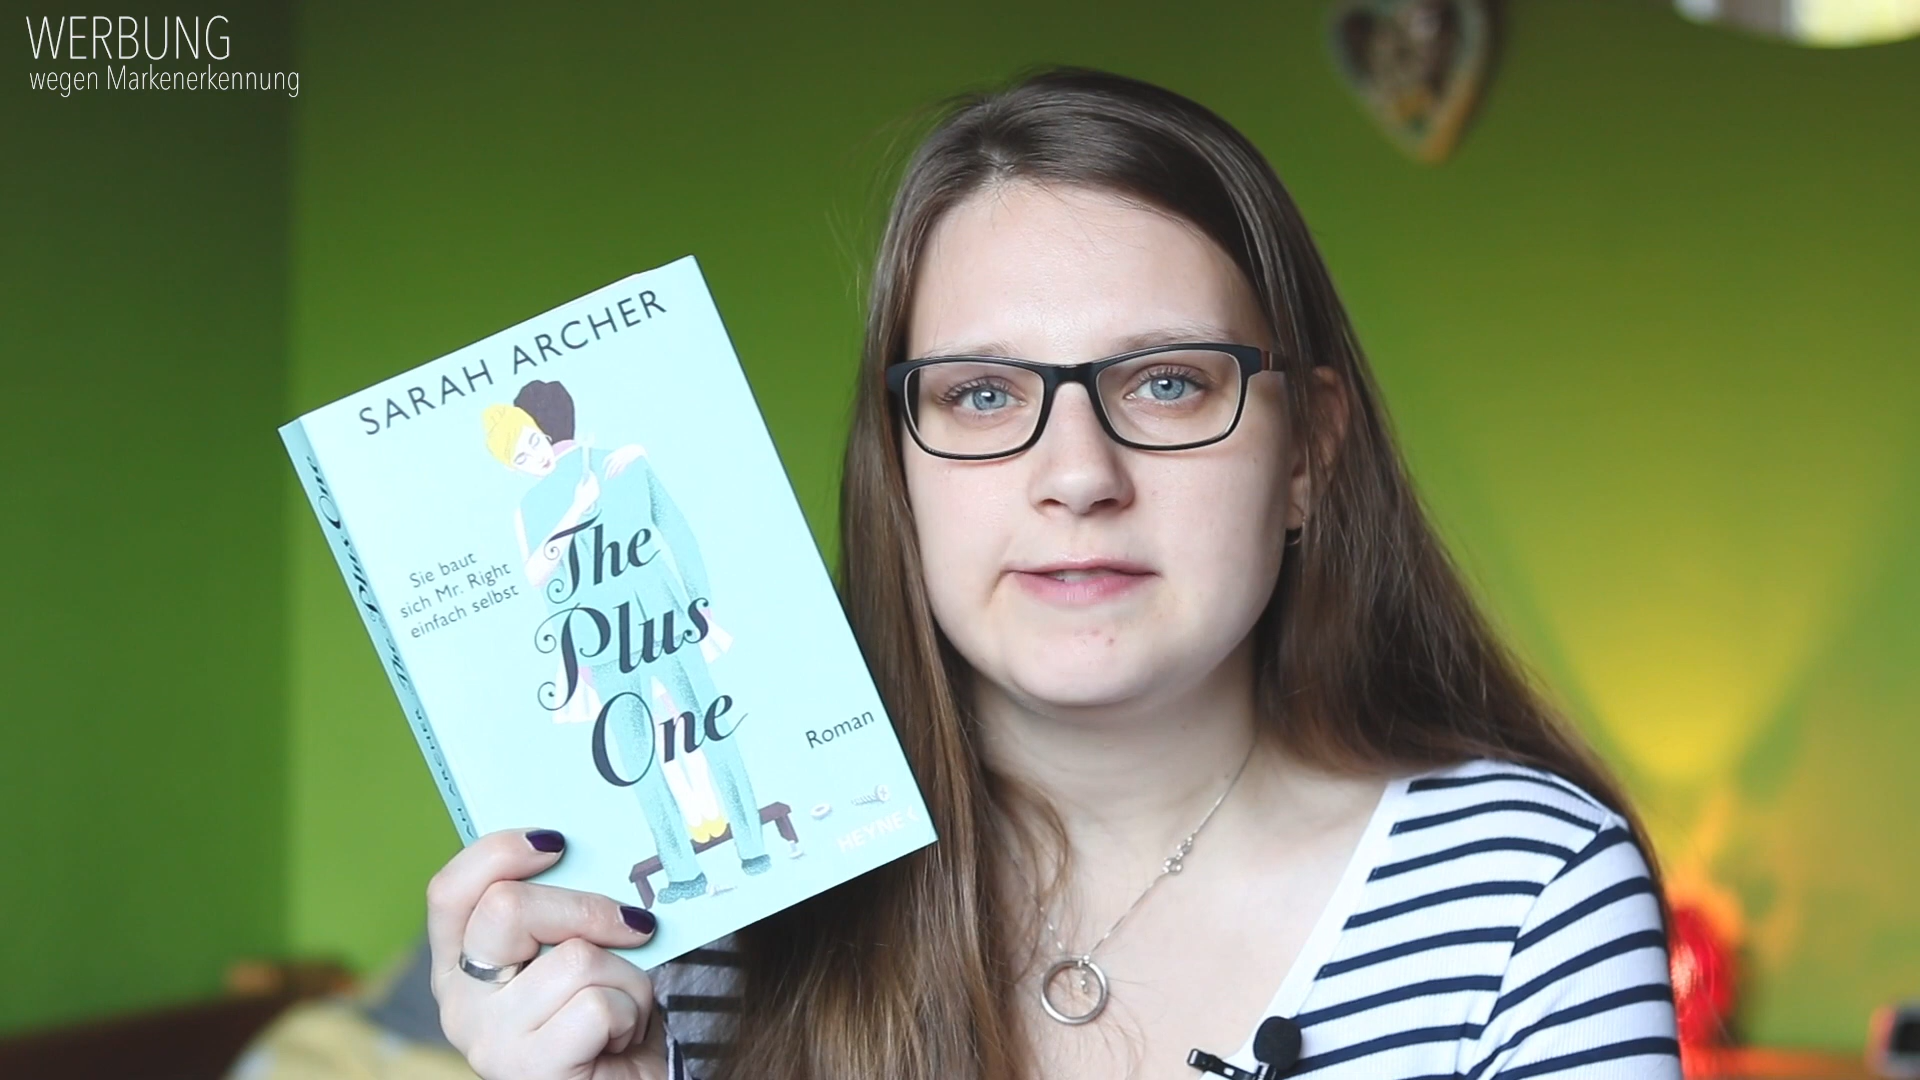 WERBUNG
wegen Markenerkennung
SARAH ARCHER
Sie baut
sich Mr. Right
einfach selbst
The
Plus
One
Roman
HEYNE <
The Plus One